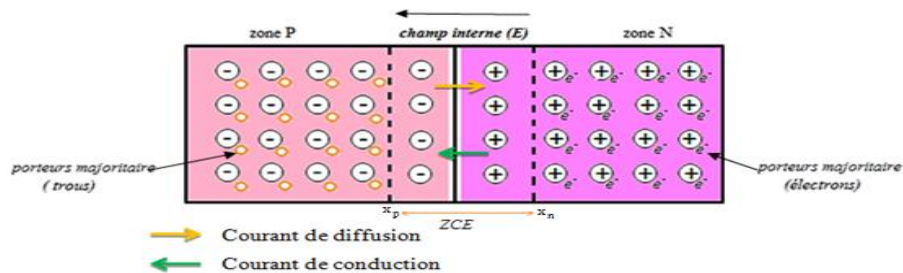 zone P champ interne (E) zone N
porteurs majoritaire
( trous)
porteurs majoritaire
(électrons)
xp ZCE xn
Courant de diffusion
Courant de conduction